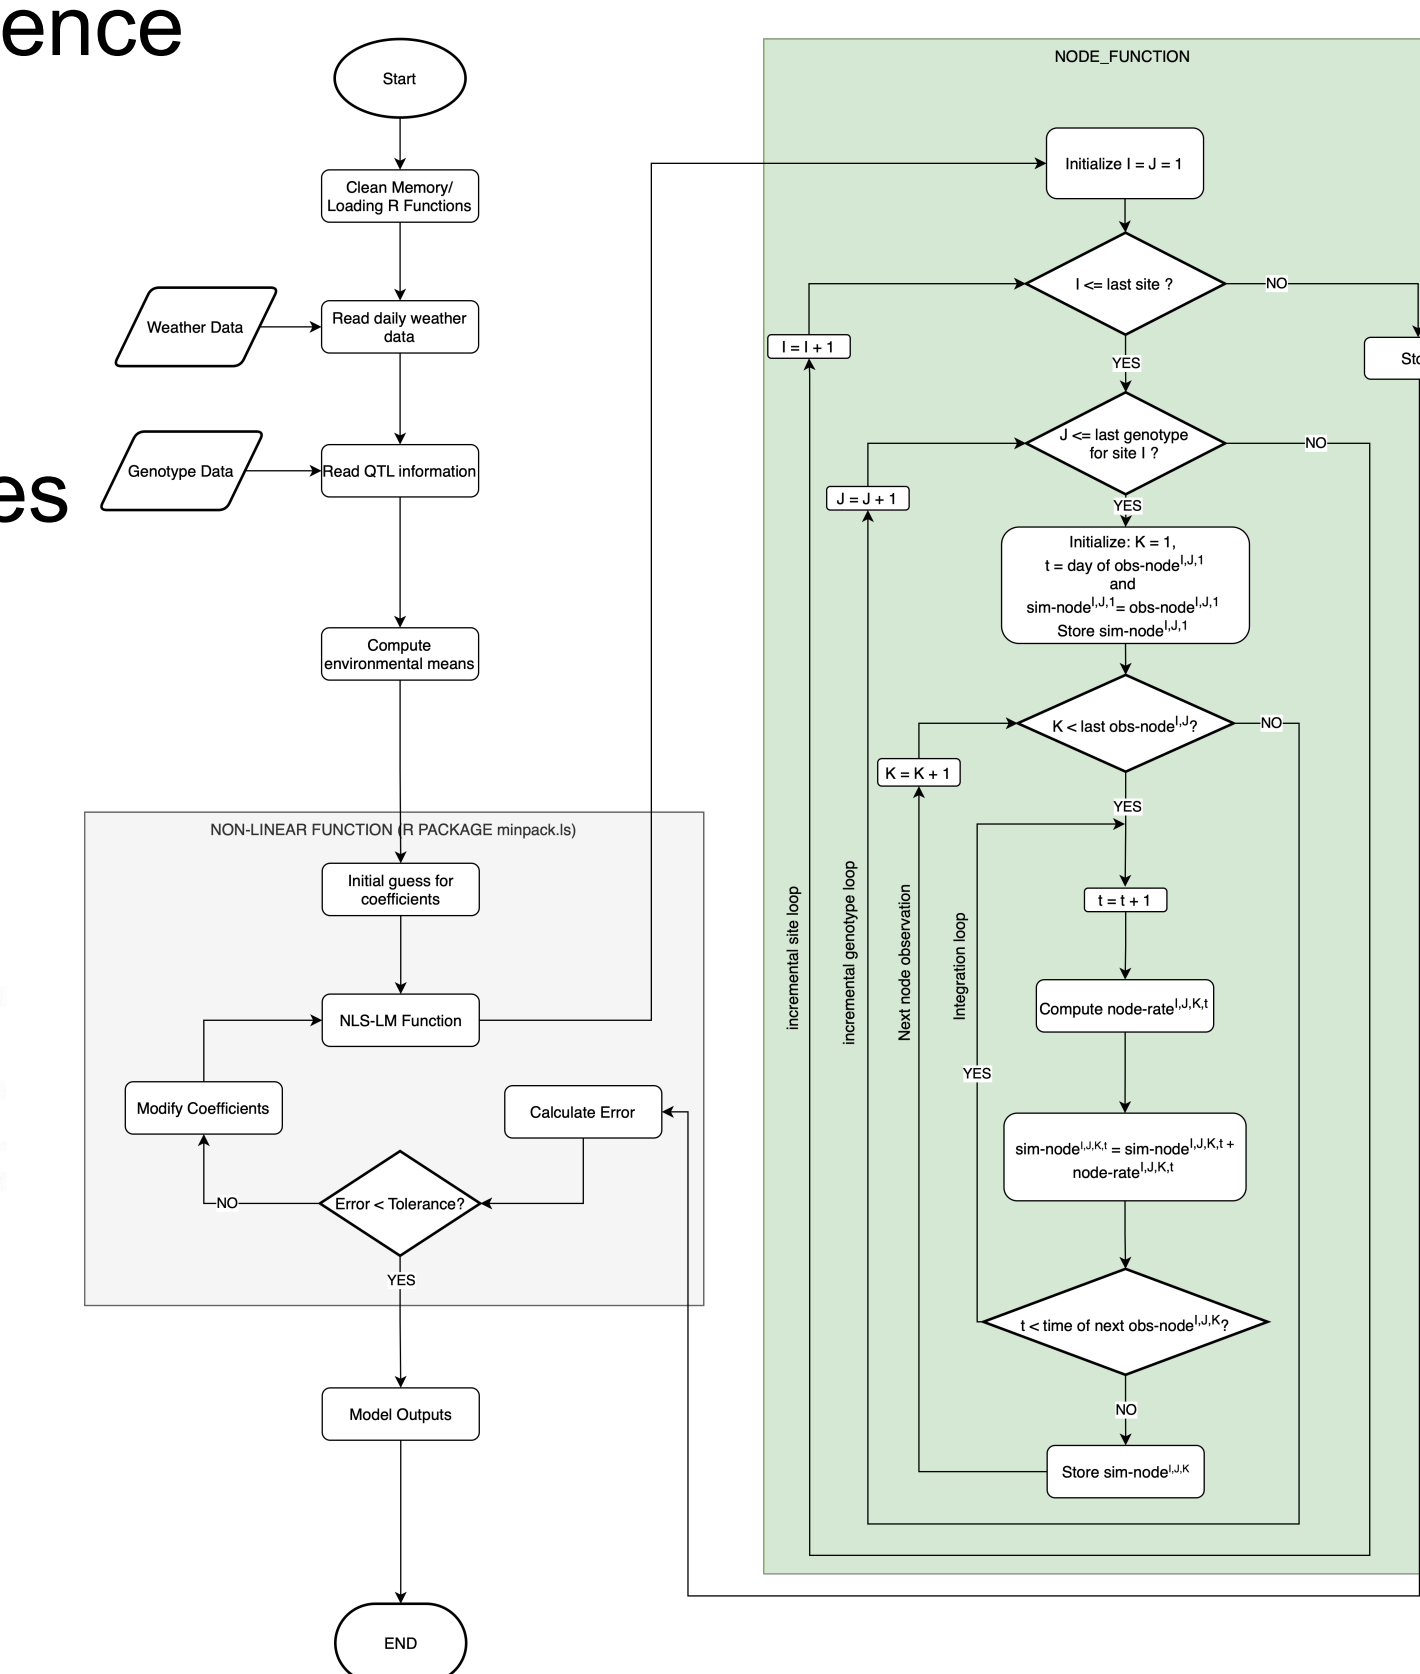 ence
es
Start
Clean Memory/
Loading R Functions
Weather Data
Read daily weather
data
Genotype Data
Read QTL information
Compute
environmental means
NON-LINEAR FUNCTION (R PACKAGE minpack.ls)
Initial guess for
coefficients
NLS-LM Function
Modify Coefficients
Calculate Error
Error < Tolerance?
NO
YES
Model Outputs
END
NODE_FUNCTION
Initialize I = J = 1
I <= last site ?
NO
I = I + 1
Sto
YES
J <= last genotype
for site I ?
NO
J = J + 1
YES
Initialize: K = 1,
t = day of obs-node^I,J,1
and
sim-node^I,J,1 = obs-node^I,J,1
Store sim-node^I,J,1
K < last obs-node^I,J?
NO
K = K + 1
YES
incremental site loop
incremental genotype loop
Next node observation
Integration loop
t = t + 1
Compute node-rate^I,J,K,t
YES
sim-node^I,J,K,t = sim-node^I,J,K,t +
node-rate^I,J,K,t
t < time of next obs-node^I,J,K?
NO
Store sim-node^I,J,K